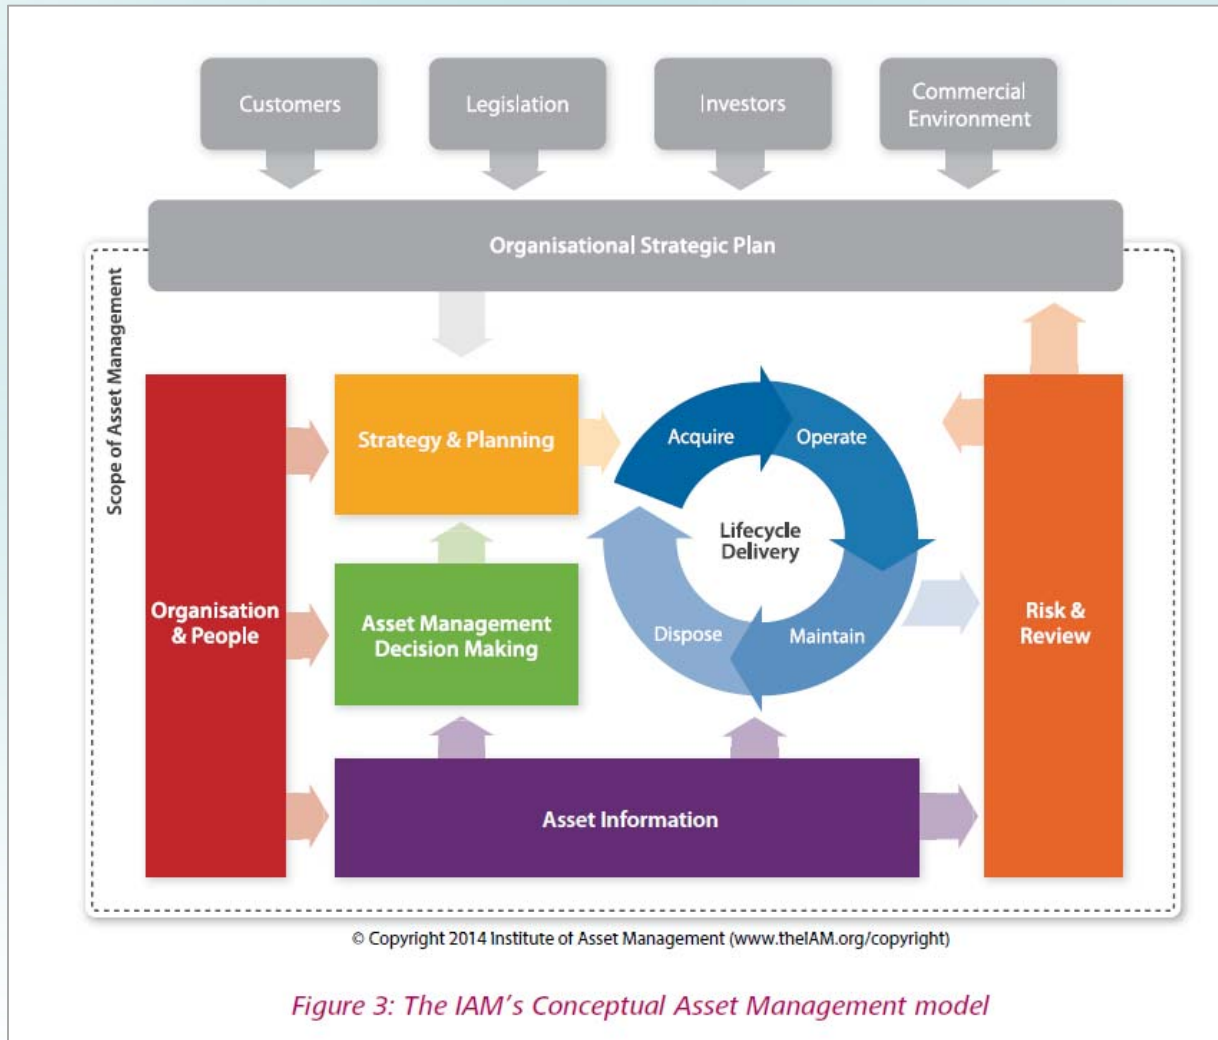 Customers
Legislation
Investors
Commercial
Environment
Organisational Strategic Plan
Scope of Asset Management
Strategy & Planning
Acquire
Operate
Lifecycle
Delivery
Organisation
& People
Asset Management
Decision Making
Dispose
Maintain
Risk &
Review
Asset Information
© Copyright 2014 Institute of Asset Management (www.theIAM.org/copyright)
Figure 3: The IAM's Conceptual Asset Management model